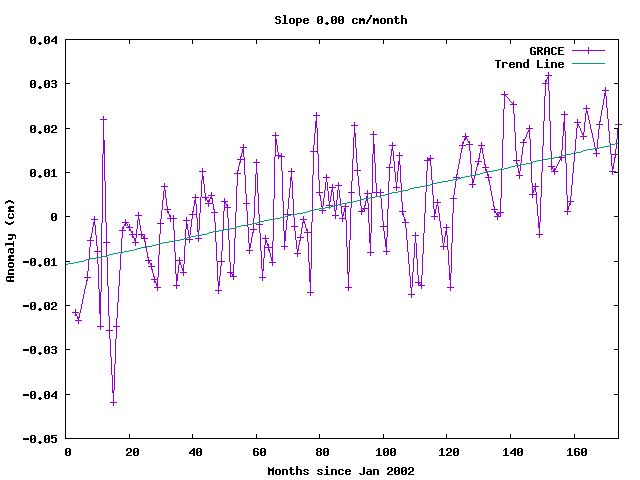 Slope 0.00 cm/month
GRACE
Trend Line
Anomaly (cm)
0.04
0.03
0.02
0.01
0
-0.01
-0.02
-0.03
-0.04
-0.05
0 20 40 60 80 100 120 140 160
Months since Jan 2002